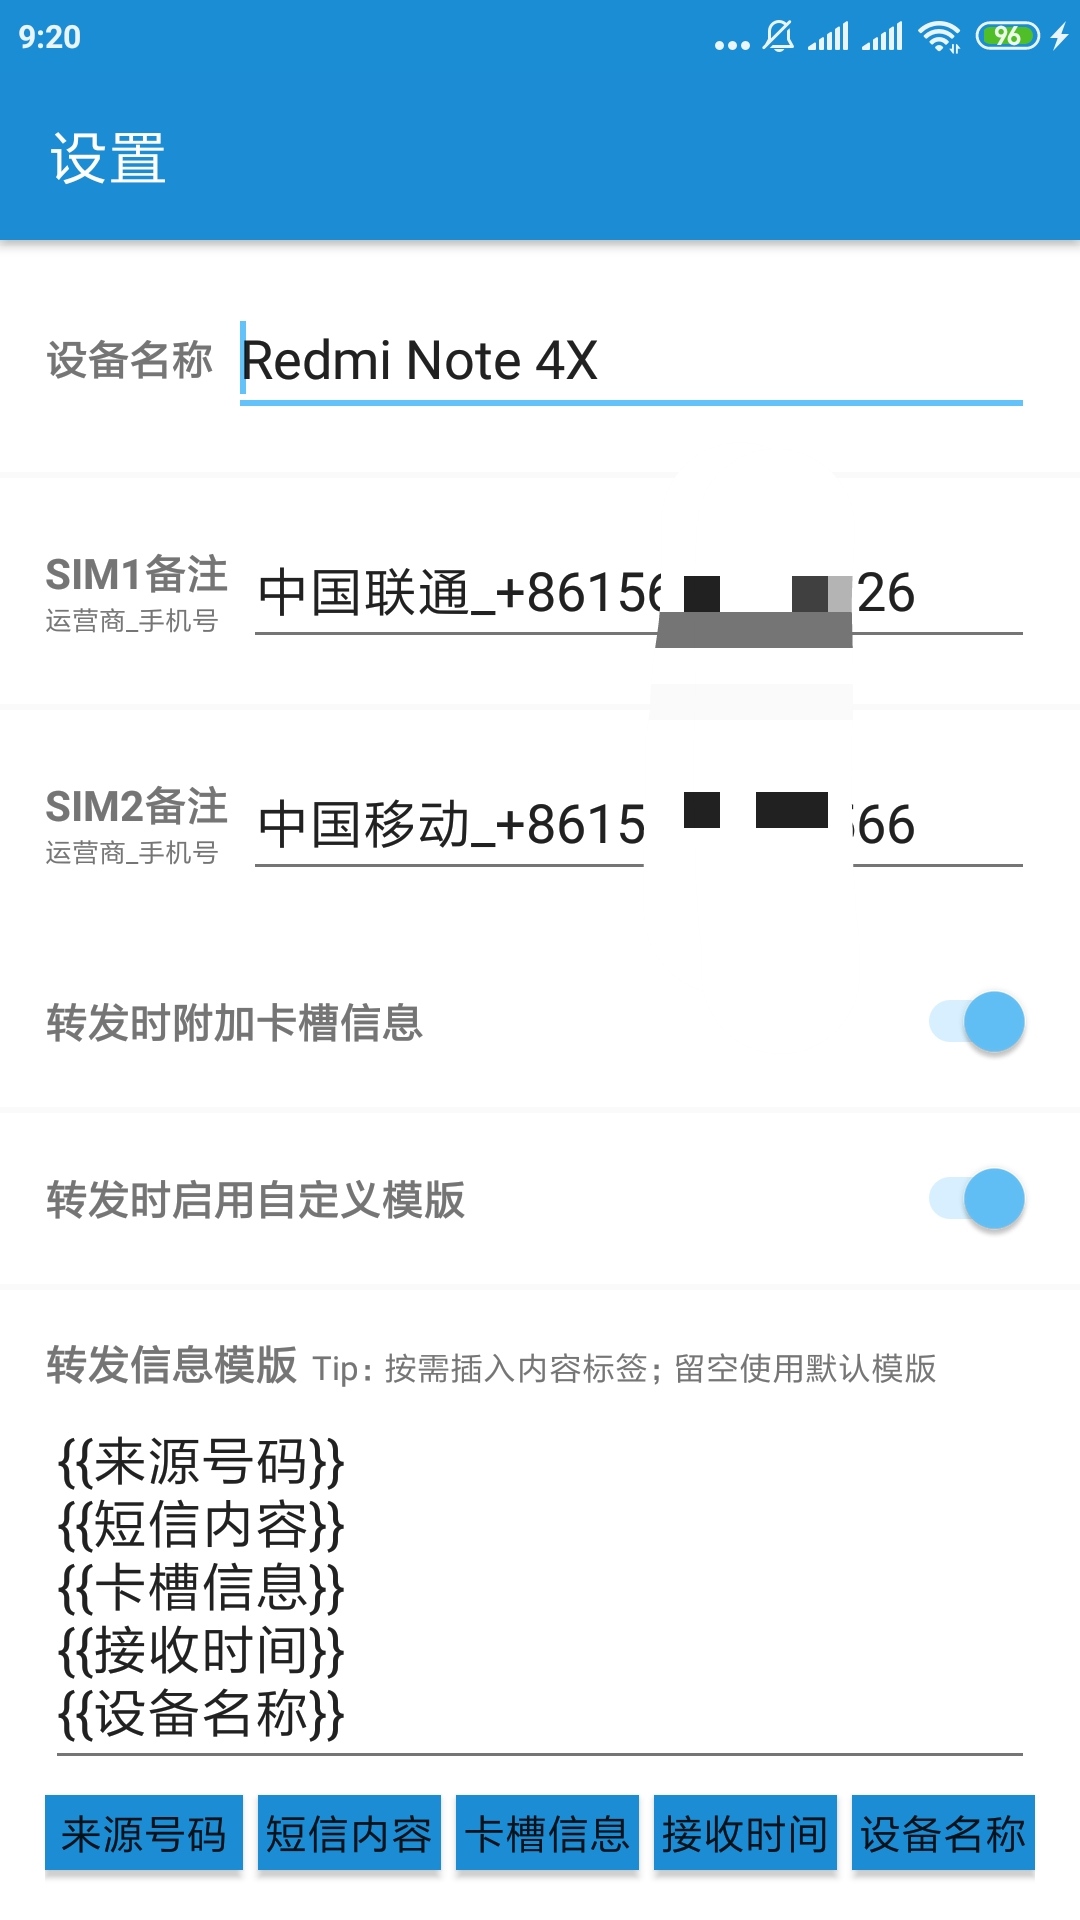 9:20
96
设置
设备名称 Redmi Note 4X
SIM1备注
运营商_手机号
中国联通_+86156 26
SIM2备注
运营商_手机号
中国移动_+8615 66
转发时附加卡槽信息
转发时启用自定义模版
转发信息模版 Tip：按需插入内容标签；留空使用默认模版
{{来源号码}}
{{短信内容}}
{{卡槽信息}}
{{接收时间}}
{{设备名称}}
来源号码 短信内容 卡槽信息 接收时间 设备名称